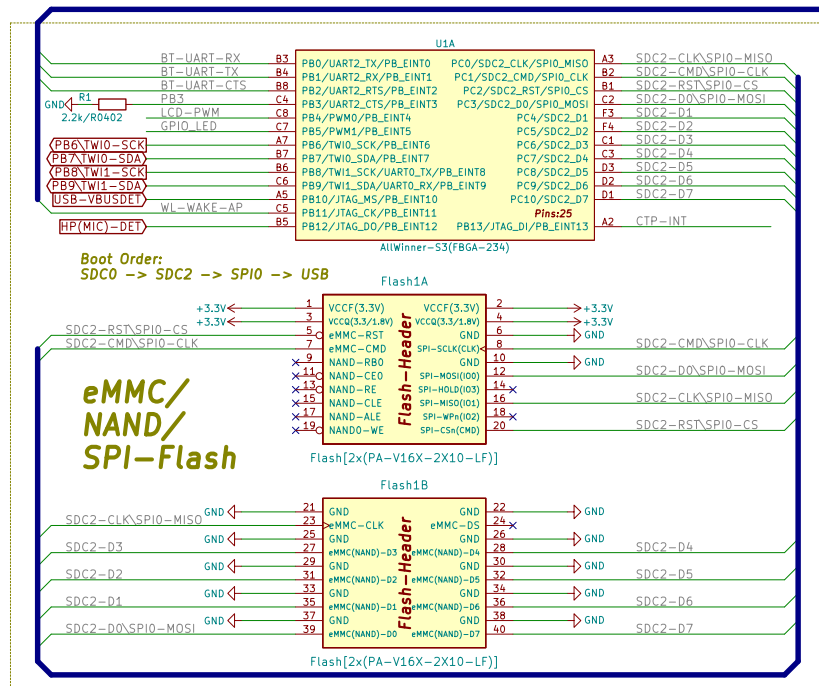 U1A
BT-UART-RX B3 PB0/UART2_TX/PB_EINT0 PC0/SDC2_CLK/SPI0_MISO A3 SDC2-CLK\SPI0-MISO
BT-UART-TX B4 PB1/UART2_RX/PB_EINT1 PC1/SDC2_CMD/SPI0_CLK B2 SDC2-CMD\SPI0-CLK
BT-UART-CTS B8 PB2/UART2_RTS/PB_EINT2 PC2/SDC2_RST/SPI0_CS B1 SDC2-RST\SPI0-CS
GND R1 PB3 C4 PB3/UART2_CTS/PB_EINT3 PC3/SDC2_D0/SPI0_MOSI C2 SDC2-D0\SPI0-MOSI
2.2k/R0402 LCD-PWM C8 PB4/PWM0/PB_EINT4 PC4/SDC2_D1 F3 SDC2-D1
GPIO_LED C7 PB5/PWM1/PB_EINT5 PC5/SDC2_D2 F4 SDC2-D2
PB6\TWI0-SCK A7 PB6/TWI0_SCK/PB_EINT6 PC6/SDC2_D3 C1 SDC2-D3
PB7\TWI0-SDA B7 PB7/TWI0_SDA/PB_EINT7 PC7/SDC2_D4 C3 SDC2-D4
PB8\TWI1-SCK B6 PB8/TWI1_SCK/UART0_TX/PB_EINT8 PC8/SDC2_D5 D3 SDC2-D5
PB9\TWI1-SDA C6 PB9/TWI1_SDA/UART0_RX/PB_EINT9 PC9/SDC2_D6 D2 SDC2-D6
USB-VBUSDET A5 PB10/JTAG_MS/PB_EINT10 PC10/SDC2_D7 D1 SDC2-D7
WL-WAKE-AP C5 PB11/JTAG_CK/PB_EINT11 Pins:25
HP(MIC)-DET B5 PB12/JTAG_DO/PB_EINT12 PB13/JTAG_DI/PB_EINT13 A2 CTP-INT
AllWinner-S3(FBGA-234)
Boot Order:
SDC0 -> SDC2 -> SPI0 -> USB
Flash1A
+3.3V 1 VCCF(3.3V) VCCF(3.3V) 2 +3.3V
+3.3V 3 VCCQ(3.3/1.8V) VCCQ(3.3/1.8V) 4 +3.3V
SDC2-RST\SPI0-CS 5 eMMC-RST GND 6 GND
SDC2-CMD\SPI0-CLK 7 eMMC-CMD SPI-SCLK(CLK) 8 SDC2-CMD\SPI0-CLK
9 NAND-RB0 GND 10 GND
11 NAND-CE0 SPI-MOSI(IO0) 12 SDC2-D0\SPI0-MOSI
13 NAND-RE SPI-HOLD(IO3) 14
15 NAND-CLE SPI-MISO(IO1) 16 SDC2-CLK\SPI0-MISO
17 NAND-ALE SPI-WPn(IO2) 18
19 NAND0-WE SPI-CSn(CMD) 20 SDC2-RST\SPI0-CS
Flash-Header
Flash[2x(PA-V16X-2X10-LF)]
eMMC/
NAND/
SPI-Flash
Flash1B
GND 21 GND GND 22 GND
SDC2-CLK\SPI0-MISO 23 eMMC-CLK eMMC-DS 24
GND 25 GND GND 26 GND
SDC2-D3 27 eMMC(NAND)-D3 eMMC(NAND)-D4 28 SDC2-D4
GND 29 GND GND 30 GND
SDC2-D2 31 eMMC(NAND)-D2 eMMC(NAND)-D5 32 SDC2-D5
GND 33 GND GND 34 GND
SDC2-D1 35 eMMC(NAND)-D1 eMMC(NAND)-D6 36 SDC2-D6
GND 37 GND GND 38 GND
SDC2-D0\SPI0-MOSI 39 eMMC(NAND)-D0 eMMC(NAND)-D7 40 SDC2-D7
Flash-Header
Flash[2x(PA-V16X-2X10-LF)]